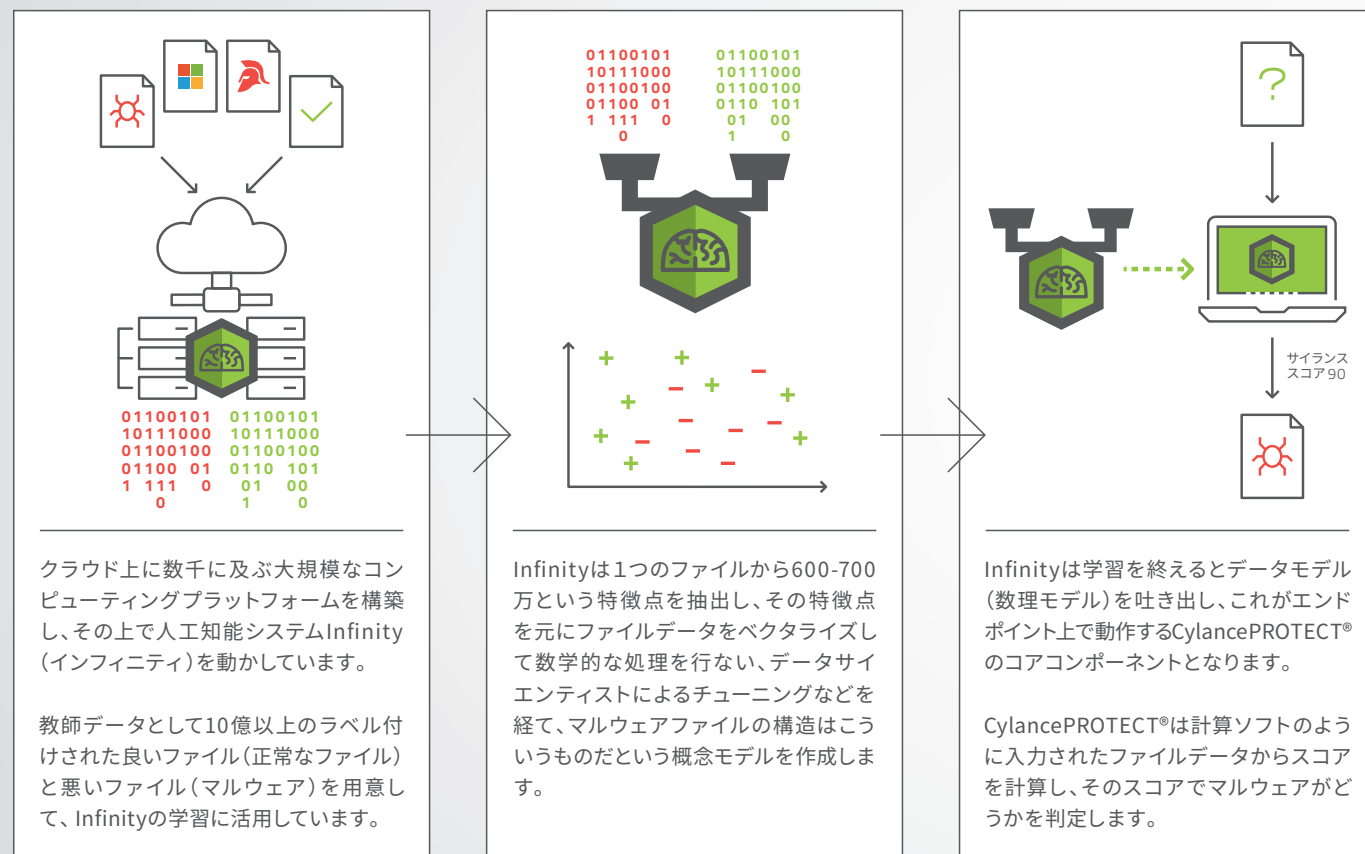 01100101 01100101
10111000 10111000
01100100 01100100
01100 01 0110 101
1 111 0 01 00
0 1 0
クラウド上に数千に及ぶ大規模なコン
ピューティングプラットフォームを構築
し、その上で人工知能システムInfinity
（インフィニティ）を動かしています。
教師データとして10億以上のラベル付
けされた良いファイル（正常なファイル）
と悪いファイル（マルウェア）を用意し
て、Infinityの学習に活用しています。
01100101 01100101
10111000 10111000
01100100 01100100
01100 01 0110 101
1 111 0 01 00
0 1 0
Infinityは１つのファイルから600-700
万という特徴点を抽出し、その特徴点
を元にファイルデータをベクタライズし
て数学的な処理を行ない、データサイ
エンティストによるチューニングなどを
経て、マルウェアファイルの構造はこう
いうものだという概念モデルを作成しま
す。
?
サイランス
スコア90
Infinityは学習を終えるとデータモデル
（数理モデル）を吐き出し、これがエンド
ポイント上で動作するCylancePROTECT®
のコアコンポーネントとなります。
CylancePROTECT®は計算ソフトのよう
に入力されたファイルデータからスコア
を計算し、そのスコアでマルウェアがど
うかを判定します。